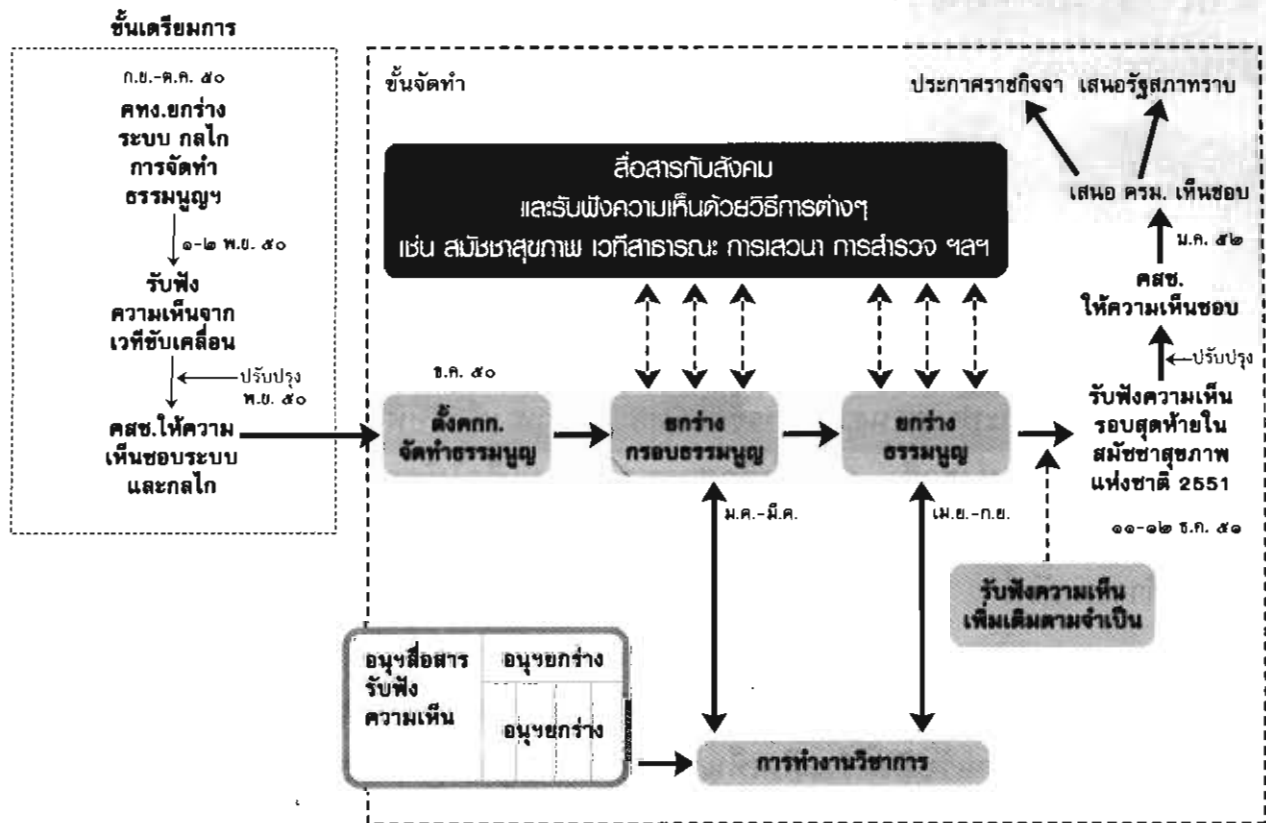 ขั้นเตรียมการ
ก.ย.-ต.ค. ๕๐
คทง.ยกร่าง
ระบบ กลไก
การจัดทำ
ธรรมนูญฯ
๑-๒ พ.ย. ๕๐
รับฟัง
ความเห็นจาก
เวทีขับเคลื่อน
ปรับปรุง
พ.ย. ๕๐
คสช.ให้ความ
เห็นชอบระบบ
และกลไก
ขั้นจัดทำ
สื่อสารกับสังคม
และรับฟังความเห็นด้วยวิธีการต่างๆ
เช่น สมัชชาสุขภาพ เวทีสาธารณะ การเสวนา การสำรวจ ฯลฯ
ธ.ค. ๕๐
ตั้งคกก.
จัดทำธรรมนูญ
ยกร่าง
กรอบธรรมนูญ
ยกร่าง
ธรรมนูญ
ม.ค.-มี.ค.
เม.ย.-ก.ย.
ประกาศราชกิจจา เสนอรัฐสภาทราบ
เสนอ ครม. เห็นชอบ
ม.ค. ๕๒
คสช.
ให้ความเห็นชอบ
ปรับปรุง
รับฟังความเห็น
รอบสุดท้ายใน
สมัชชาสุขภาพ
แห่งชาติ 2551
๑๑-๑๒ ธ.ค. ๕๑
รับฟังความเห็น
เพิ่มเติมตามจำเป็น
อนุฯสื่อสาร
รับฟัง
ความเห็น
อนุฯยกร่าง
อนุฯยกร่าง
การทำงานวิชาการ